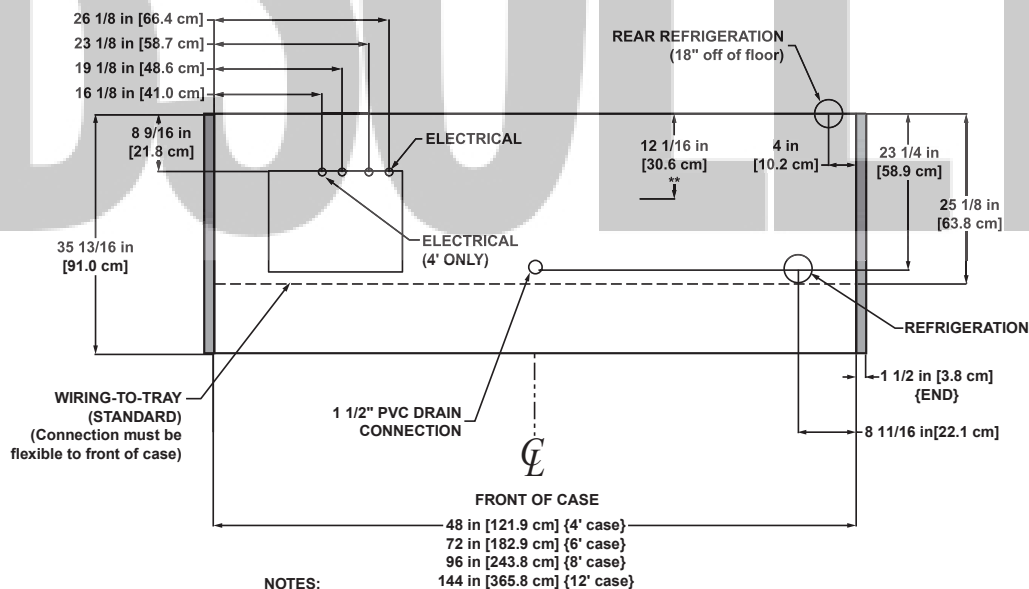 26 1/8 in [66.4 cm]
23 1/8 in [58.7 cm]
19 1/8 in [48.6 cm]
16 1/8 in [41.0 cm]
REAR REFRIGERATION
(18" off of floor)
8 9/16 in
[21.8 cm]
ELECTRICAL
12 1/16 in
[30.6 cm]
**
4 in
[10.2 cm]
23 1/4 in
[58.9 cm]
25 1/8 in
[63.8 cm]
35 13/16 in
[91.0 cm]
ELECTRICAL
(4' ONLY)
REFRIGERATION
WIRING-TO-TRAY
(STANDARD)
(Connection must be
flexible to front of case)
1 1/2" PVC DRAIN
CONNECTION
1 1/2 in [3.8 cm]
{END}
8 11/16 in[22.1 cm]
CL
FRONT OF CASE
48 in [121.9 cm] {4' case}
72 in [182.9 cm] {6' case}
96 in [243.8 cm] {8' case}
144 in [365.8 cm] {12' case}
NOTES: